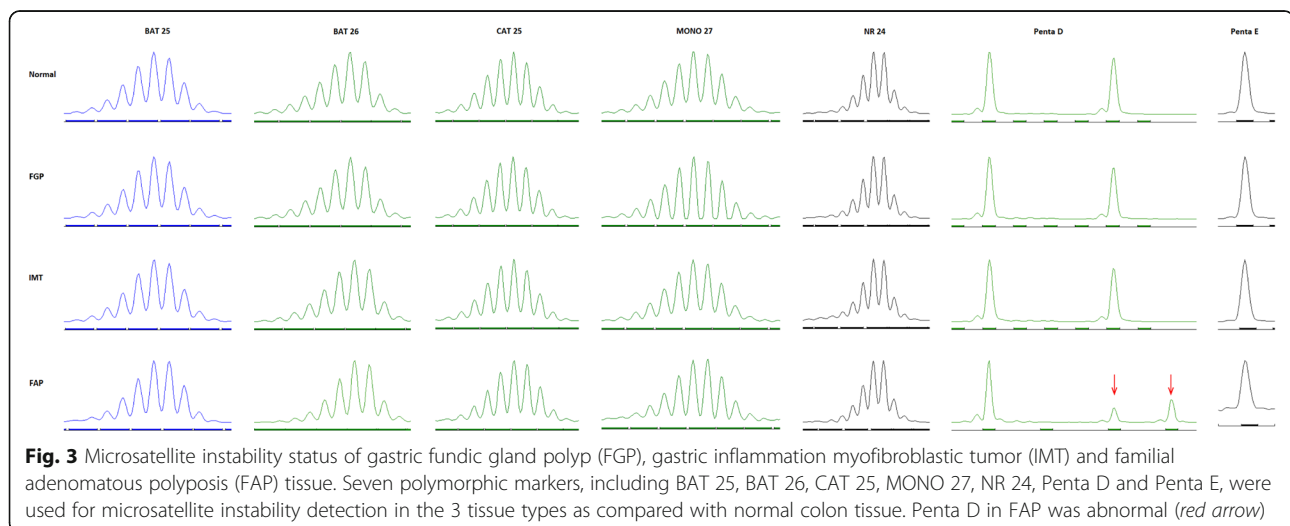 BAT 25 BAT 26 CAT 25 MONO 27 NR 24 Penta D Penta E
Normal
FGP
IMT
FAP
Fig. 3 Microsatellite instability status of gastric fundic gland polyp (FGP), gastric inflammation myofibroblastic tumor (IMT) and familial
adenomatous polyposis (FAP) tissue. Seven polymorphic markers, including BAT 25, BAT 26, CAT 25, MONO 27, NR 24, Penta D and Penta E, were
used for microsatellite instability detection in the 3 tissue types as compared with normal colon tissue. Penta D in FAP was abnormal (red arrow)